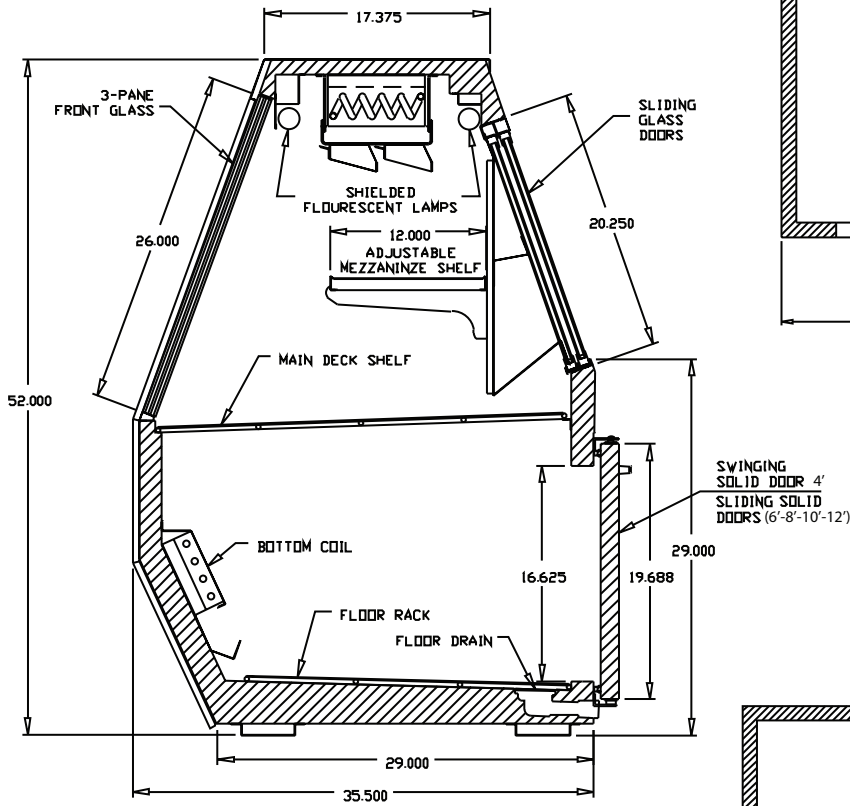 17.375
3-PANE
FRONT GLASS
SLIDING
GLASS
DOORS
SHIELDED
FLOURESCENT LAMPS
26.000
12.000
20.250
ADJUSTABLE
MEZZANINZE SHELF
MAIN DECK SHELF
52.000
SWINGING
SOLID DOOR 4'
SLIDING SOLID
DOORS (6'-8'-10'-12')
BOTTOM COIL
29.000
16.625
19.688
FLOOR RACK
FLOOR DRAIN
29.000
35.500